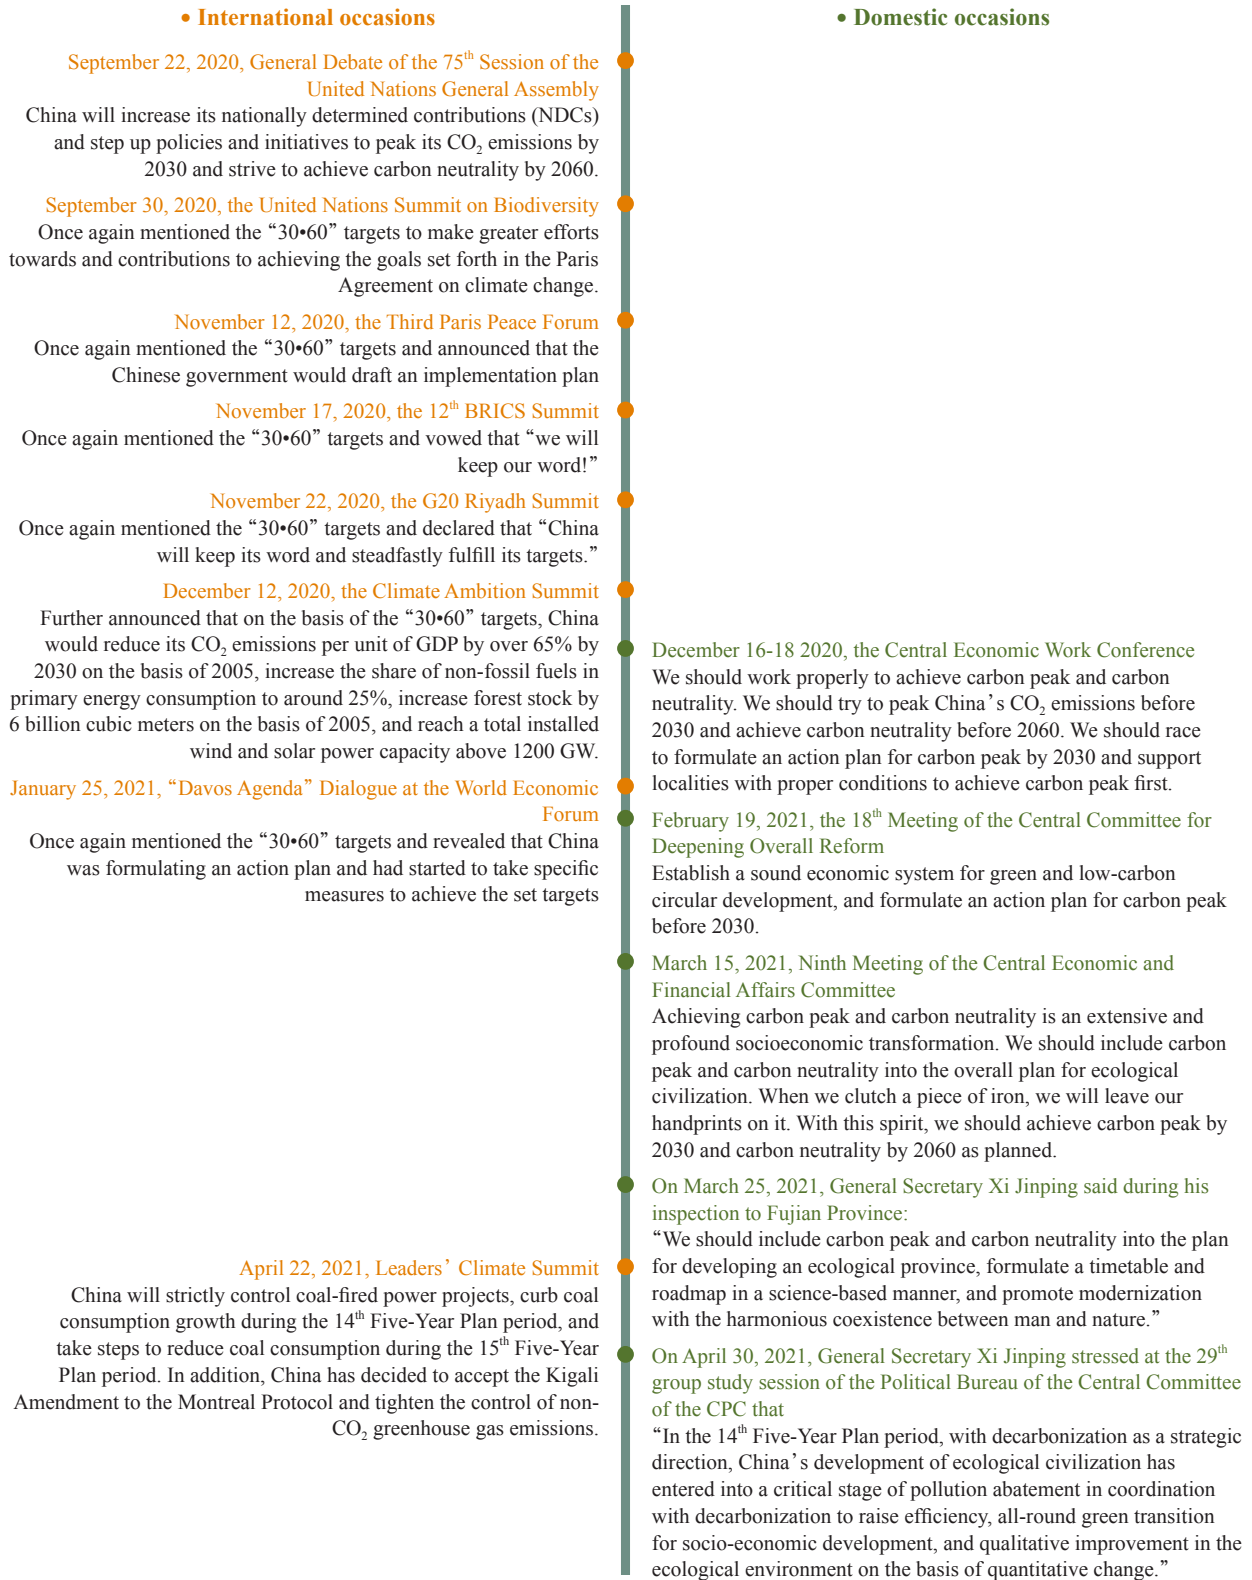 • International occasions
September 22, 2020, General Debate of the 75th Session of the
United Nations General Assembly
China will increase its nationally determined contributions (NDCs)
and step up policies and initiatives to peak its CO₂ emissions by
2030 and strive to achieve carbon neutrality by 2060.
September 30, 2020, the United Nations Summit on Biodiversity
Once again mentioned the “30•60” targets to make greater efforts
towards and contributions to achieving the goals set forth in the Paris
Agreement on climate change.
November 12, 2020, the Third Paris Peace Forum
Once again mentioned the “30•60” targets and announced that the
Chinese government would draft an implementation plan
November 17, 2020, the 12th BRICS Summit
Once again mentioned the “30•60” targets and vowed that “we will
keep our word!”
November 22, 2020, the G20 Riyadh Summit
Once again mentioned the “30•60” targets and declared that “China
will keep its word and steadfastly fulfill its targets.”
December 12, 2020, the Climate Ambition Summit
Further announced that on the basis of the “30•60” targets, China
would reduce its CO₂ emissions per unit of GDP by over 65% by
2030 on the basis of 2005, increase the share of non-fossil fuels in
primary energy consumption to around 25%, increase forest stock by
6 billion cubic meters on the basis of 2005, and reach a total installed
wind and solar power capacity above 1200 GW.
January 25, 2021, “Davos Agenda” Dialogue at the World Economic
Forum
Once again mentioned the “30•60” targets and revealed that China
was formulating an action plan and had started to take specific
measures to achieve the set targets
April 22, 2021, Leaders’ Climate Summit
China will strictly control coal-fired power projects, curb coal
consumption growth during the 14th Five-Year Plan period, and
take steps to reduce coal consumption during the 15th Five-Year
Plan period. In addition, China has decided to accept the Kigali
Amendment to the Montreal Protocol and tighten the control of non-
CO₂ greenhouse gas emissions.
• Domestic occasions
December 16-18 2020, the Central Economic Work Conference
We should work properly to achieve carbon peak and carbon
neutrality. We should try to peak China’s CO₂ emissions before
2030 and achieve carbon neutrality before 2060. We should race
to formulate an action plan for carbon peak by 2030 and support
localities with proper conditions to achieve carbon peak first.
February 19, 2021, the 18th Meeting of the Central Committee for
Deepening Overall Reform
Establish a sound economic system for green and low-carbon
circular development, and formulate an action plan for carbon peak
before 2030.
March 15, 2021, Ninth Meeting of the Central Economic and
Financial Affairs Committee
Achieving carbon peak and carbon neutrality is an extensive and
profound socioeconomic transformation. We should include carbon
peak and carbon neutrality into the overall plan for ecological
civilization. When we clutch a piece of iron, we will leave our
handprints on it. With this spirit, we should achieve carbon peak by
2030 and carbon neutrality by 2060 as planned.
On March 25, 2021, General Secretary Xi Jinping said during his
inspection to Fujian Province:
“We should include carbon peak and carbon neutrality into the plan
for developing an ecological province, formulate a timetable and
roadmap in a science-based manner, and promote modernization
with the harmonious coexistence between man and nature.”
On April 30, 2021, General Secretary Xi Jinping stressed at the 29th
group study session of the Political Bureau of the Central Committee
of the CPC that
“In the 14th Five-Year Plan period, with decarbonization as a strategic
direction, China’s development of ecological civilization has
entered into a critical stage of pollution abatement in coordination
with decarbonization to raise efficiency, all-round green transition
for socio-economic development, and qualitative improvement in the
ecological environment on the basis of quantitative change.”